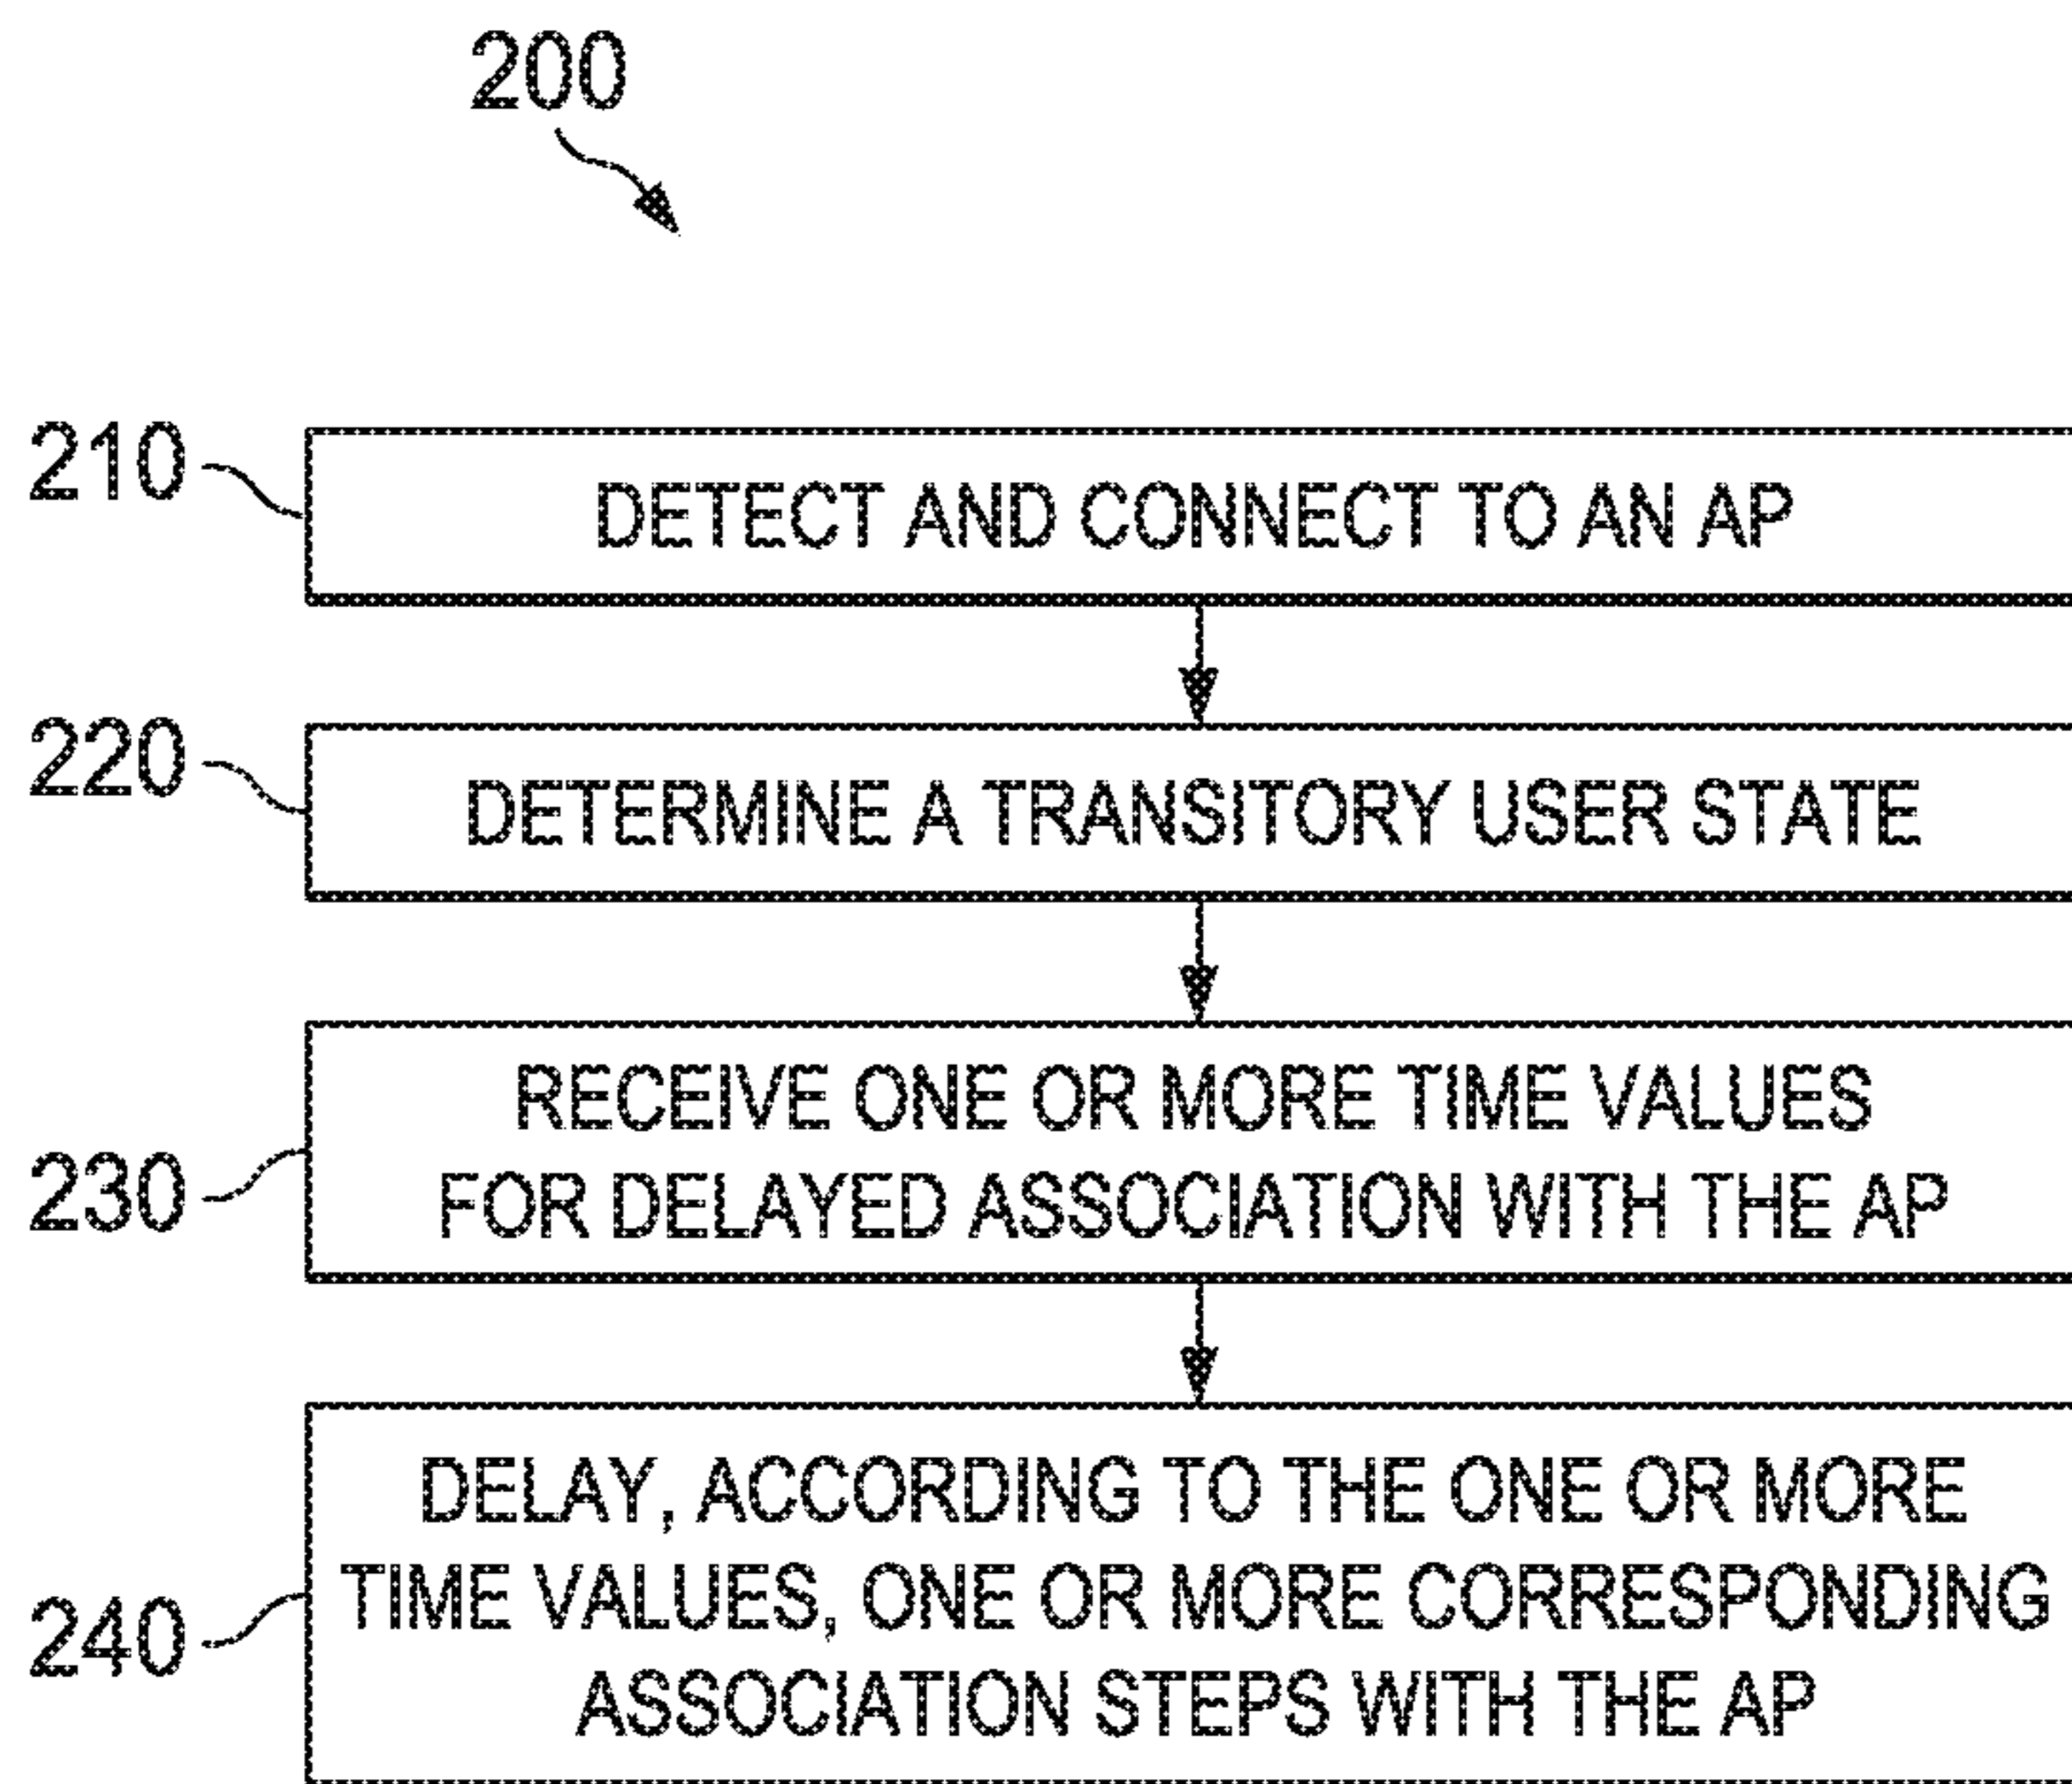 200
210
DETECT AND CONNECT TO AN AP
220
DETERMINE A TRANSITORY USER STATE
230
RECEIVE ONE OR MORE TIME VALUES
FOR DELAYED ASSOCIATION WITH THE AP
240
DELAY, ACCORDING TO THE ONE OR MORE
TIME VALUES, ONE OR MORE CORRESPONDING
ASSOCIATION STEPS WITH THE AP